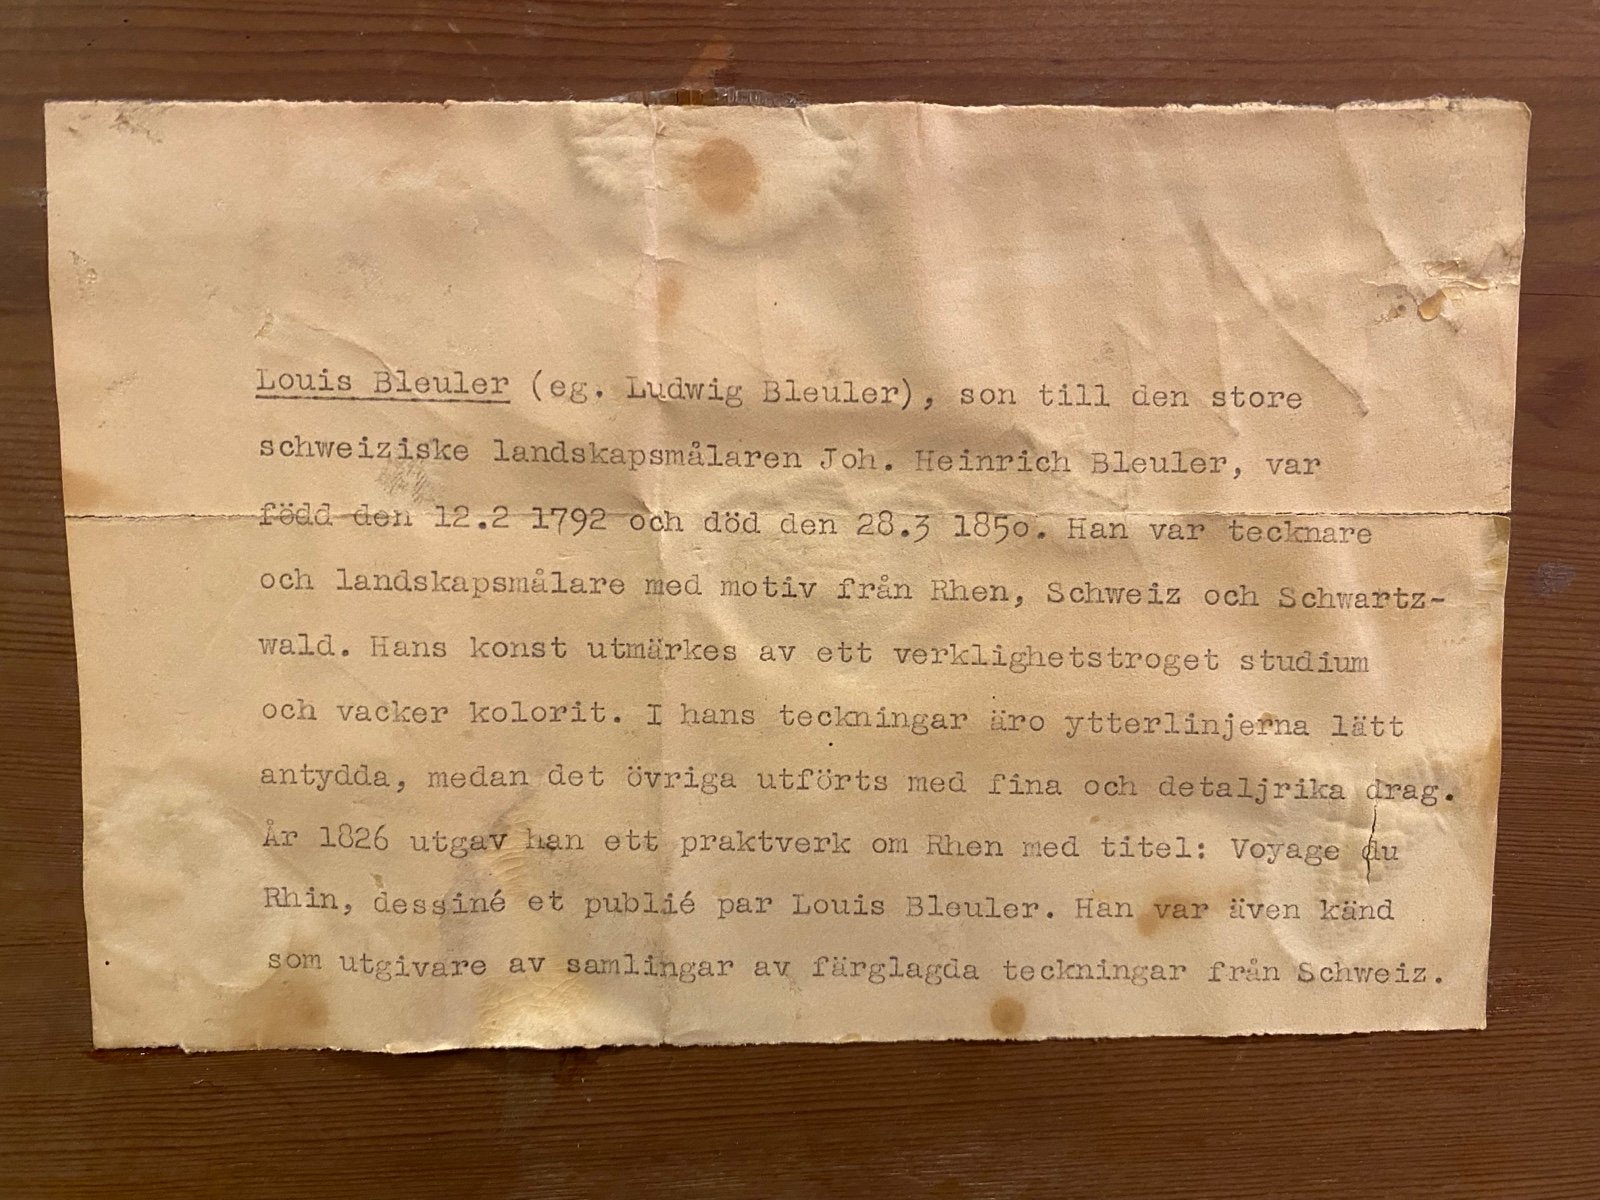 Louis Bleuler (eg. Ludwig Bleuler), son till den store
schweiziske landskapsmålaren Joh. Heinrich Bleuler, var
född den 12.2 1792 och död den 28.3 1850. Han var tecknare
och landskapsmålare med motiv från Rhen, Schweiz och Schwartz-
wald. Hans konst utmärkes av ett verklighetstroget studium
och vacker kolorit. I hans teckningar äro ytterlinjerna lätt
antydda, medan det övriga utförts med fina och detaljrika drag.
År 1826 utgav han ett praktverk om Rhen med titel: Voyage du
Rhin, dessiné et publié par Louis Bleuler. Han var även känd
som utgivare av samlingar av färglagda teckningar från Schweiz.